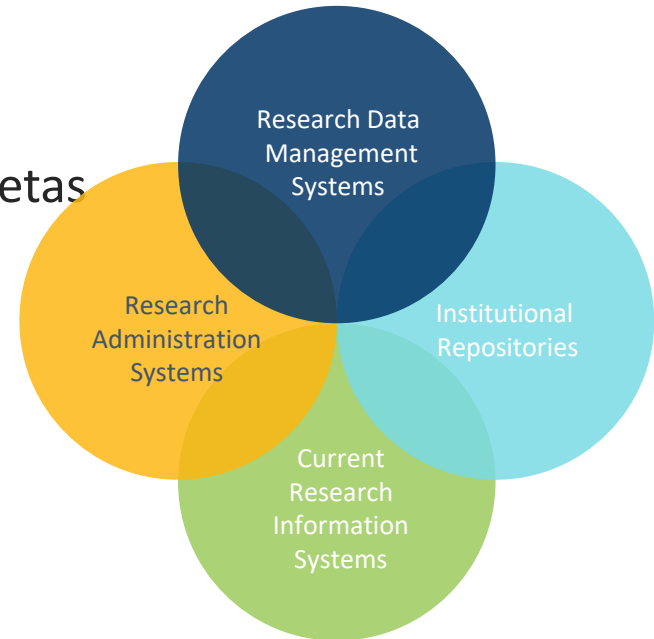 Research Data
Management
Systems
etas
Research
Administration
Systems
Institutional
Repositories
Current
Research
Information
Systems